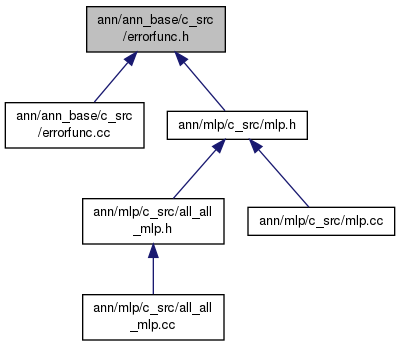 ann/ann_base/c_src
/errorfunc.h
ann/ann_base/c_src
/errorfunc.cc
ann/mlp/c_src/mlp.h
ann/mlp/c_src/all_all
_mlp.h
ann/mlp/c_src/mlp.cc
ann/mlp/c_src/all_all
_mlp.cc